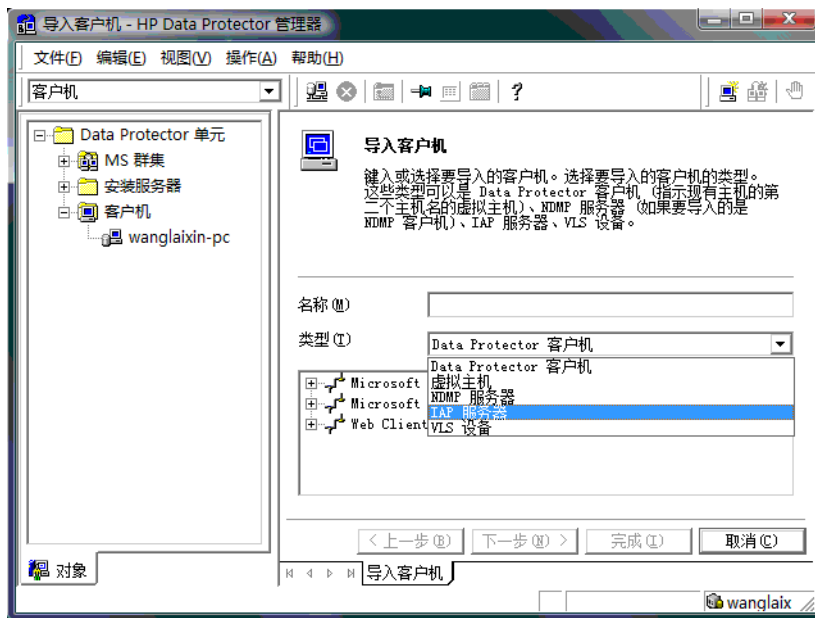 导入客户机 - HP Data Protector 管理器
文件(F) 编辑(E) 视图(V) 操作(A) 帮助(H)
客户机
Data Protector 单元
MS 群集
安装服务器
客户机
wanglaixin-pc
导入客户机
键入或选择要导入的客户机。选择要导入的客户机的类型。
这些类型可以是 Data Protector 客户机（指示现有主机的第
二个主机名的虚拟主机）、NDMP 服务器（如果要导入的是
NDMP 客户机）、IAP 服务器、VLS 设备。
名称(M)
类型(T)
Data Protector 客户机
Data Protector 客户机
虚拟主机
NDMP 服务器
IAP 服务器
VLS 设备
Microsoft
Microsoft
Web Client
< 上一步(B) 下一步(N) > 完成(I) 取消(C)
对象
导入客户机
wanglaix